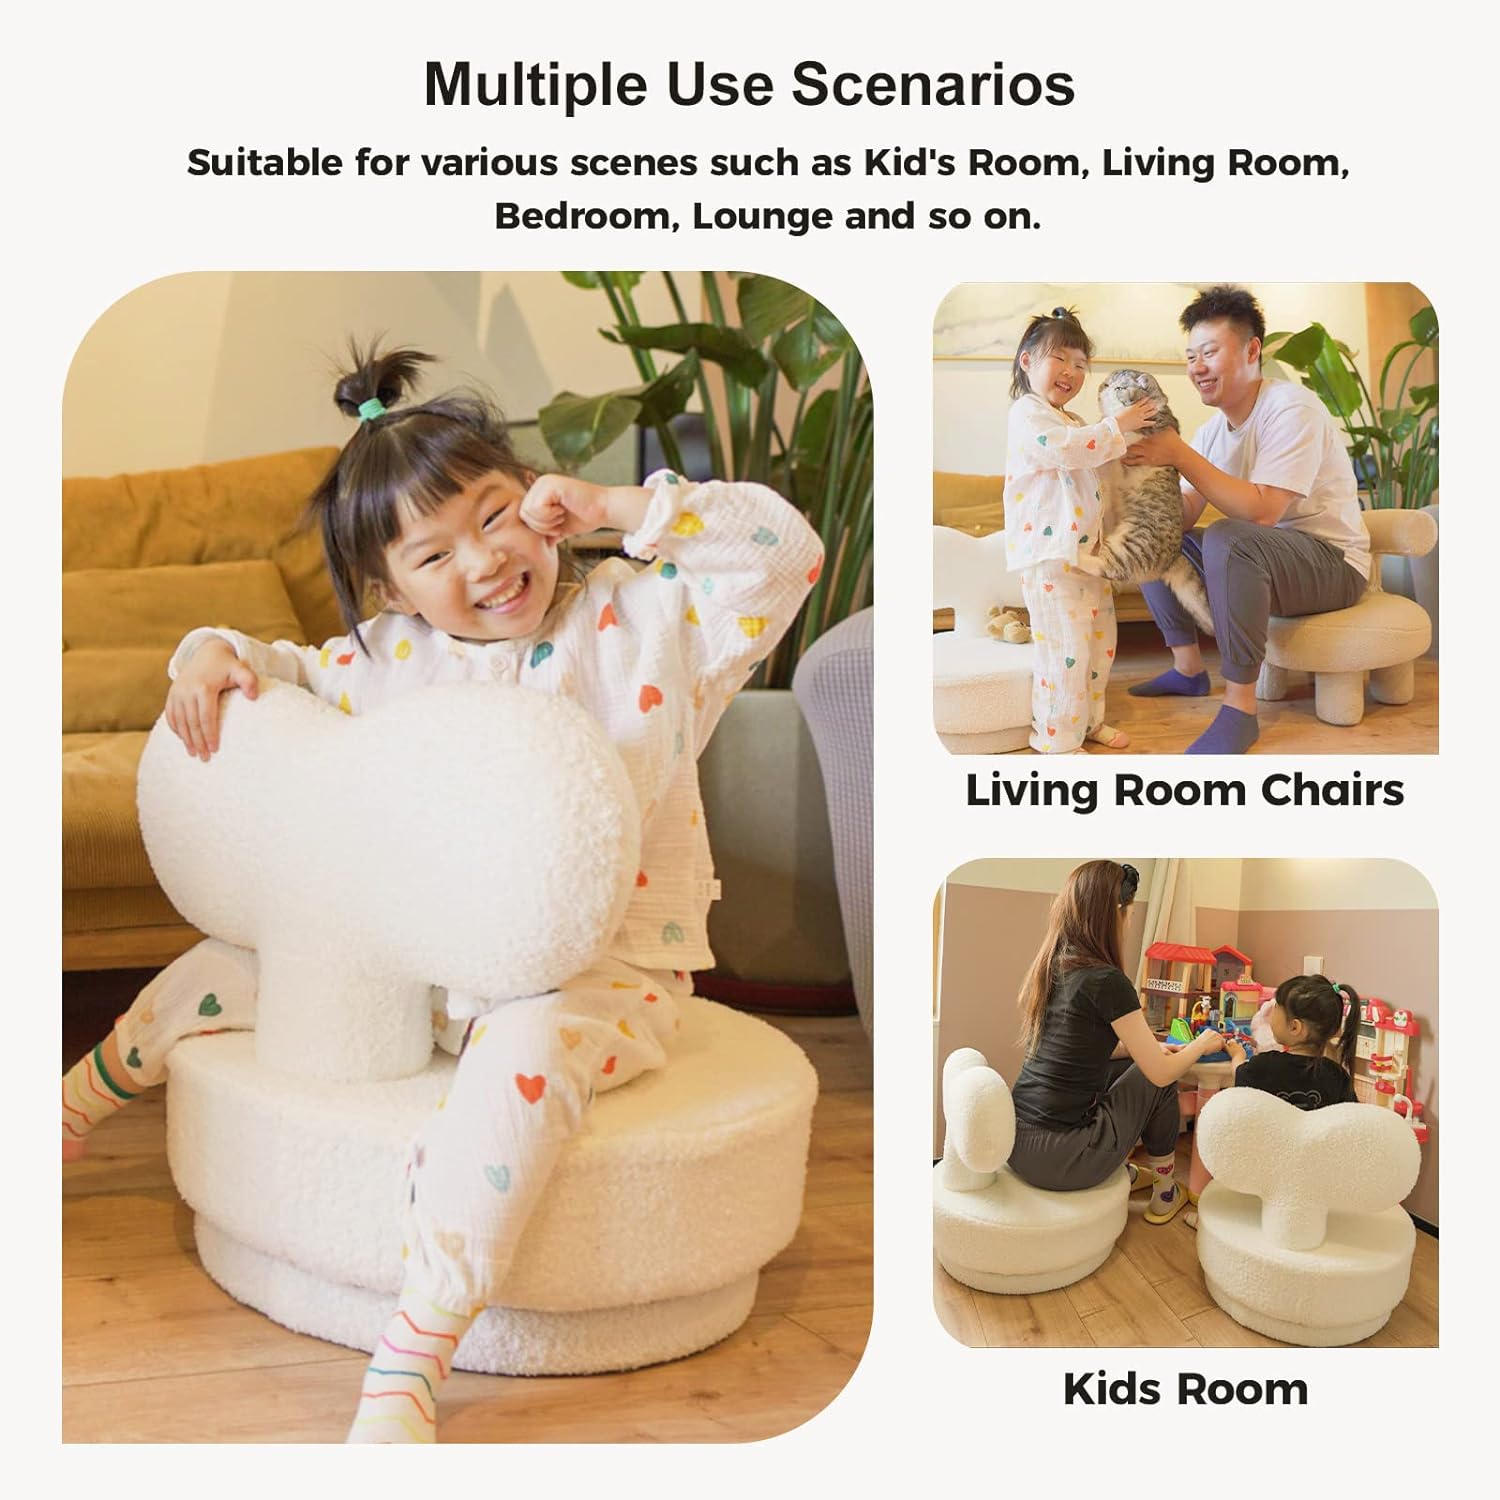 Multiple Use Scenarios
Suitable for various scenes such as Kid's Room, Living Room,
Bedroom, Lounge and so on.
Living Room Chairs
Kids Room